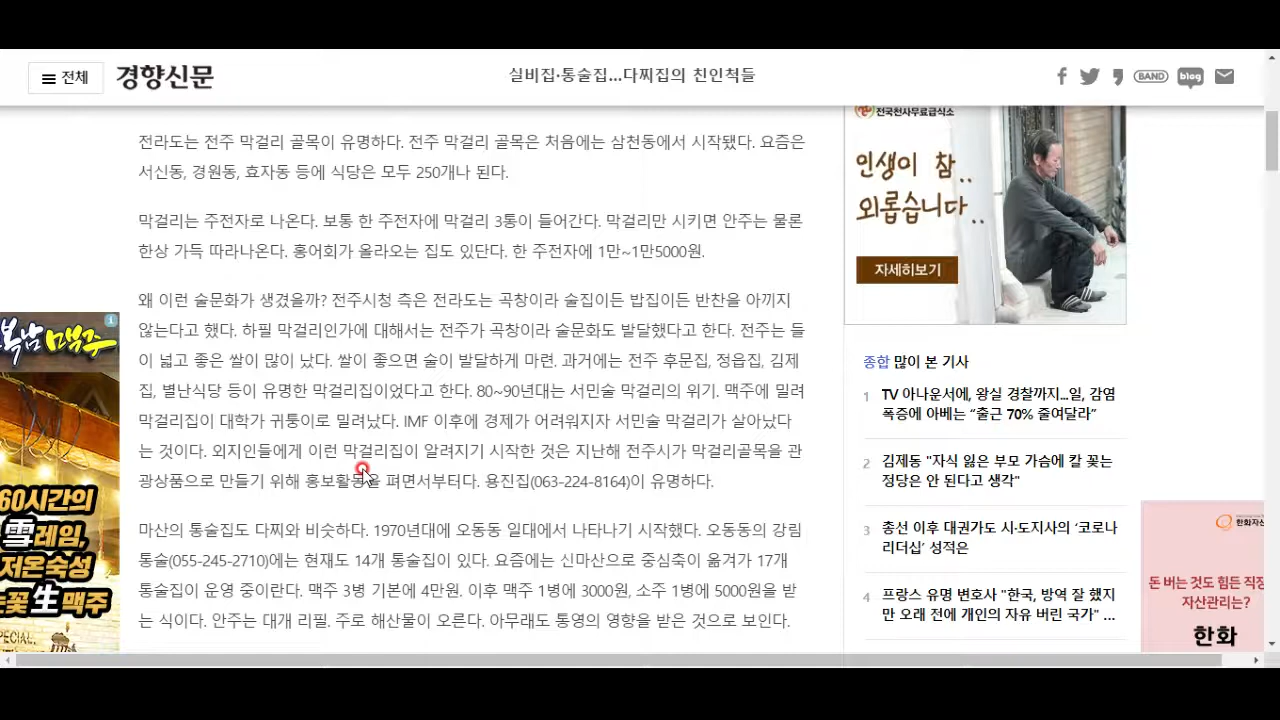 전체
경향신문
실비집·통술집...다찌집의 친인척들
BAND
blog
전라도는 전주 막걸리 골목이 유명하다. 전주 막걸리 골목은 처음에는 삼천동에서 시작됐다. 요즘은
서신동, 경원동, 효자동 등에 식당은 모두 250개나 된다.
막걸리는 주전자로 나온다. 보통 한 주전자에 막걸리 3통이 들어간다. 막걸리만 시키면 안주는 물론
한상 가득 따라나온다. 홍어회가 올라오는 집도 있단다. 한 주전자에 1만~1만5000원.
왜 이런 술문화가 생겼을까? 전주시청 측은 전라도는 곡창이라 술집이든 밥집이든 반찬을 아끼지
않는다고 했다. 하필 막걸리인가에 대해서는 전주가 곡창이라 술문화도 발달했다고 한다. 전주는 들
이 넓고 좋은 쌀이 많이 났다. 쌀이 좋으면 술이 발달하게 마련. 과거에는 전주 후문집, 정읍집, 김제
집, 별난식당 등이 유명한 막걸리집이었다고 한다. 80~90년대는 서민술 막걸리의 위기. 맥주에 밀려
막걸리집이 대학가 귀퉁이로 밀려났다. IMF 이후에 경제가 어려워지자 서민술 막걸리가 살아났다
는 것이다. 외지인들에게 이런 막걸리집이 알려지기 시작한 것은 지난해 전주시가 막걸리골목을 관
광상품으로 만들기 위해 홍보활동을 펴면서부터다. 용진집(063-224-8164)이 유명하다.
마산의 통술집도 다찌와 비슷하다. 1970년대에 오동동 일대에서 나타나기 시작했다. 오동동의 강림
통술(055-245-2710)에는 현재도 14개 통술집이 있다. 요즘에는 신마산으로 중심축이 옮겨가 17개
통술집이 운영 중이란다. 맥주 3병 기본에 4만원, 이후 맥주 1병에 3000원, 소주 1병에 5000원을 받
는 식이다. 안주는 대개 리필. 주로 해산물이 오른다. 아무래도 통영의 영향을 받은 것으로 보인다.
전국천사무료급식소
인생이 참..
외롭습니다..
자세히보기
종합 많이 본 기사
1 TV 아나운서에, 왕실 경찰까지...일, 감염
폭증에 아베는 “출근 70% 줄여달라”
2 김제동 "자식 잃은 부모 가슴에 칼 꽂는
정당은 안 된다고 생각"
3 총선 이후 대권가도 시·도지사의 ‘코로나
리더십’ 성적은
4 프랑스 유명 변호사 "한국, 방역 잘 했지
만 오래 전에 개인의 자유 버린 국가" ...
맥주
60시간의
雪레임,
저온숙성
눈꽃生맥주
SPECIAL
한화자산
돈 버는 것도 힘든 직장
자산관리는?
한화